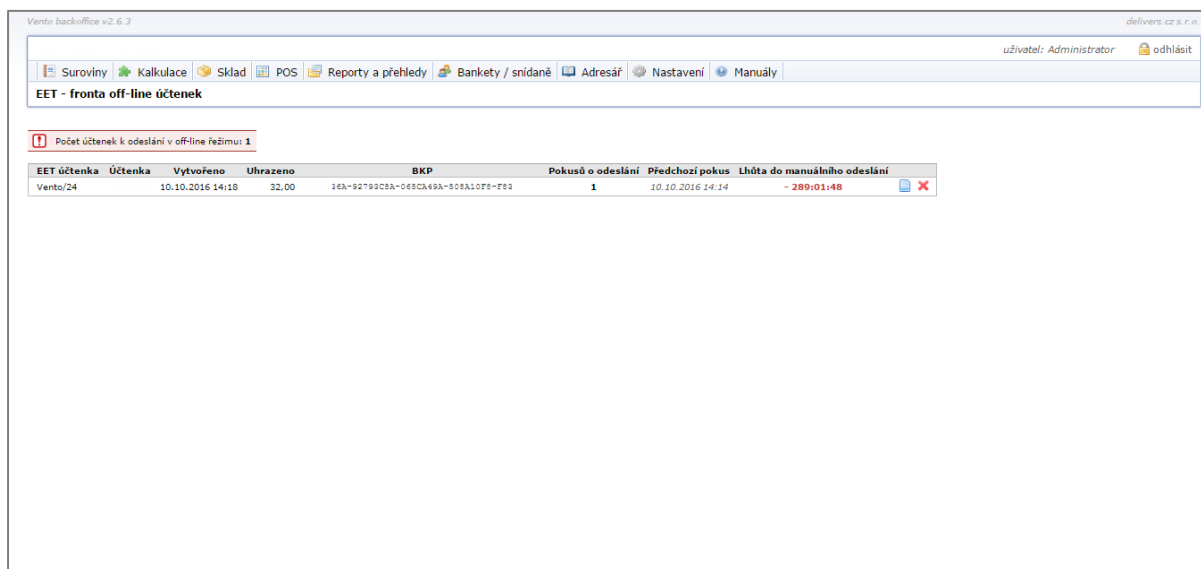 Vento backoffice v2.6.3 delivers.cz s.r.o.
uživatel: Administrator odhlásit
Suroviny Kalkulace Sklad POS Reporty a přehledy Bankety / snídaně Adresář Nastavení Manuály
EET - fronta off-line účtenek
Počet účtenek k odeslání v off-line řežimu: 1
EET účtenka Účtenka Vytvořeno Uhrazeno BKP Pokusů o odeslání Předchozí pokus Lhůta do manuálního odeslání
Vento/24 10.10.2016 14:18 32,00 1 10.10.2016 14:14 - 289:01:48